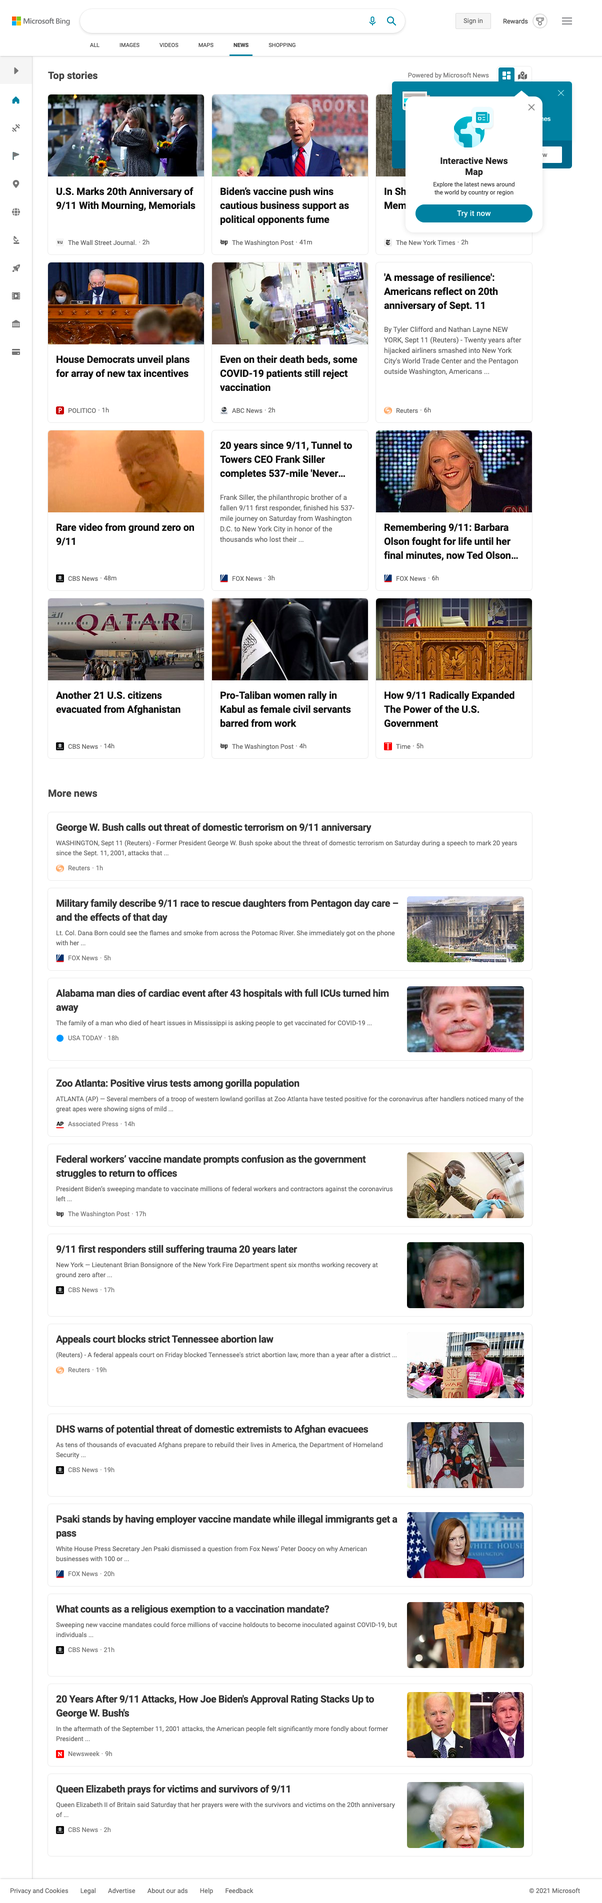 Microsoft Bing
Sign in
Rewards
ALL
IMAGES
VIDEOS
MAPS
NEWS
SHOPPING
Top stories
Powered by Microsoft News
Interactive News
Map
Explore the latest news around
the world by country or region
Try it now
U.S. Marks 20th Anniversary of
9/11 With Mourning, Memorials
The Wall Street Journal. · 2h
Biden's vaccine push wins
cautious business support as
political opponents fume
The Washington Post · 41m
In Sh
Mem
The New York Times · 2h
House Democrats unveil plans
for array of new tax incentives
POLITICO · 1h
Even on their death beds, some
COVID-19 patients still reject
vaccination
ABC News · 2h
'A message of resilience':
Americans reflect on 20th
anniversary of Sept. 11
By Tyler Clifford and Nathan Layne NEW
YORK, Sept 11 (Reuters) - Twenty years after
hijacked airliners smashed into New York
City's World Trade Center and the Pentagon
outside Washington, Americans ...
Reuters · 6h
Rare video from ground zero on
9/11
CBS News · 48m
20 years since 9/11, Tunnel to
Towers CEO Frank Siller
completes 537-mile 'Never...
Frank Siller, the philanthropic brother of a
fallen 9/11 first responder, finished his 537-
mile journey on Saturday from Washington
D.C. to New York City in honor of the
thousands who lost their ...
FOX News · 3h
CNN
Remembering 9/11: Barbara
Olson fought for life until her
final minutes, now Ted Olson...
FOX News · 6h
QATAR
Another 21 U.S. citizens
evacuated from Afghanistan
CBS News · 14h
Pro-Taliban women rally in
Kabul as female civil servants
barred from work
The Washington Post · 4h
How 9/11 Radically Expanded
The Power of the U.S.
Government
Time · 5h
More news
George W. Bush calls out threat of domestic terrorism on 9/11 anniversary
WASHINGTON, Sept 11 (Reuters) - Former President George W. Bush spoke about the threat of domestic terrorism on Saturday during a speech to mark 20 years
since the Sept. 11, 2001, attacks that ...
Reuters · 1h
Military family describe 9/11 race to rescue daughters from Pentagon day care –
and the effects of that day
Lt. Col. Dana Born could see the flames and smoke from across the Potomac River. She immediately got on the phone
with her ...
FOX News · 5h
Alabama man dies of cardiac event after 43 hospitals with full ICUs turned him
away
The family of a man who died of heart issues in Mississippi is asking people to get vaccinated for COVID-19 ...
USA TODAY · 18h
Zoo Atlanta: Positive virus tests among gorilla population
ATLANTA (AP) — Several members of a troop of western lowland gorillas at Zoo Atlanta have tested positive for the coronavirus after handlers noticed many of the
great apes were showing signs of mild ...
AP Associated Press · 14h
Federal workers' vaccine mandate prompts confusion as the government
struggles to return to offices
President Biden's sweeping mandate to vaccinate millions of federal workers and contractors against the coronavirus
left ...
The Washington Post · 17h
9/11 first responders still suffering trauma 20 years later
New York — Lieutenant Brian Bonsignore of the New York Fire Department spent six months working recovery at
ground zero after ...
CBS News · 17h
Appeals court blocks strict Tennessee abortion law
(Reuters) - A federal appeals court on Friday blocked Tennessee's strict abortion law, more than a year after a district ...
Reuters · 19h
DHS warns of potential threat of domestic extremists to Afghan evacuees
As tens of thousands of evacuated Afghans prepare to rebuild their lives in America, the Department of Homeland
Security ...
CBS News · 19h
Psaki stands by having employer vaccine mandate while illegal immigrants get a
pass
White House Press Secretary Jen Psaki dismissed a question from Fox News' Peter Doocy on why American
businesses with 100 or ...
FOX News · 20h
What counts as a religious exemption to a vaccination mandate?
Sweeping new vaccine mandates could force millions of vaccine holdouts to become inoculated against COVID-19, but
individuals ...
CBS News · 21h
20 Years After 9/11 Attacks, How Joe Biden's Approval Rating Stacks Up to
George W. Bush's
In the aftermath of the September 11, 2001 attacks, the American people felt significantly more fondly about former
President ...
Newsweek · 9h
Queen Elizabeth prays for victims and survivors of 9/11
Queen Elizabeth II of Britain said Saturday that her prayers were with the survivors and victims on the 20th anniversary
of ...
CBS News · 2h
Privacy and Cookies
Legal
Advertise
About our ads
Help
Feedback
© 2021 Microsoft